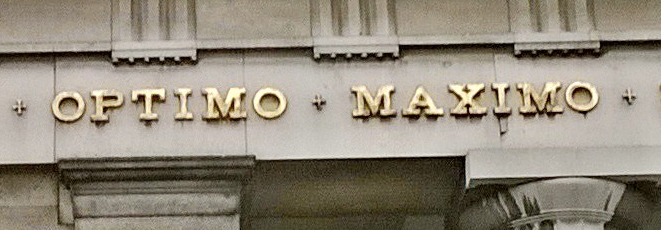 + OPTIMO + MAXIMO +